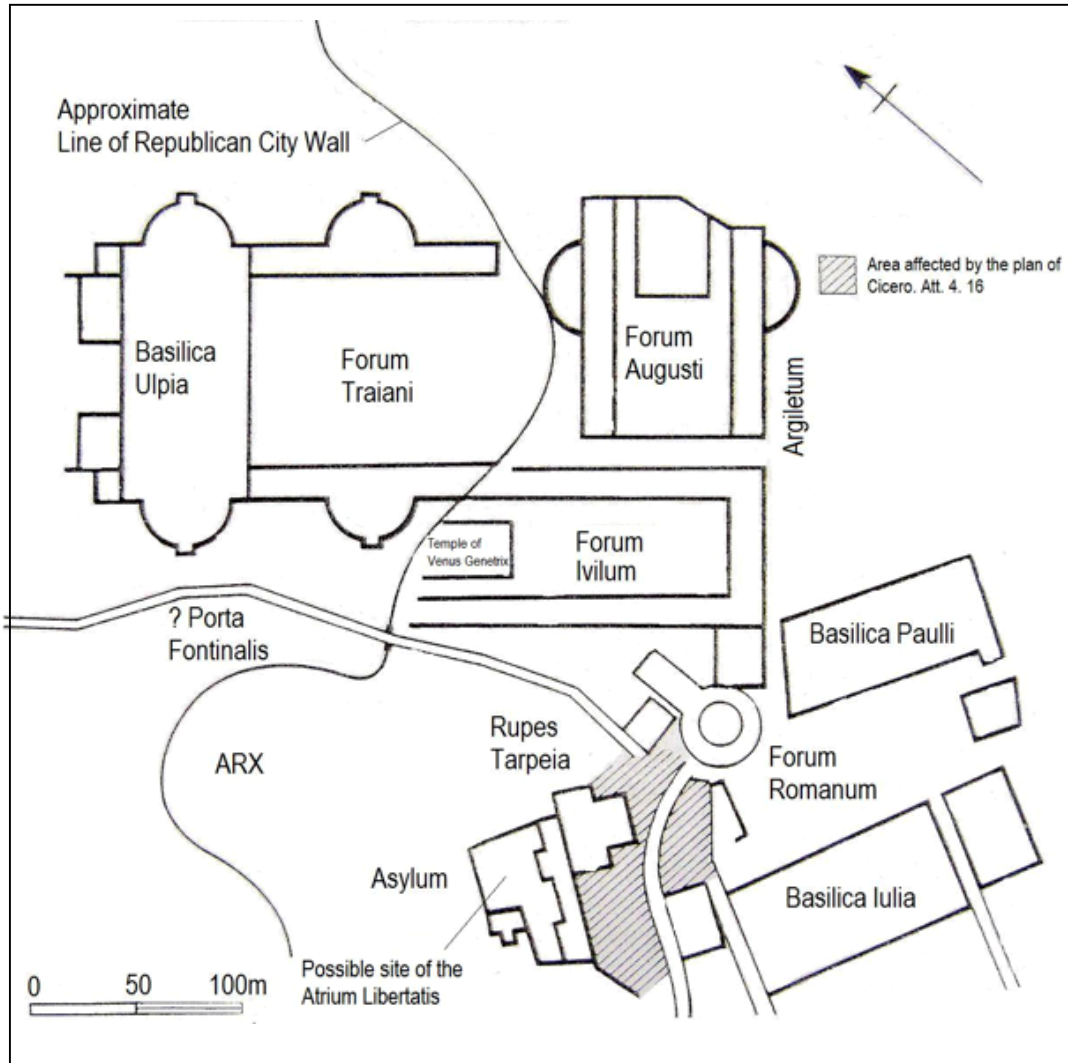 Approximate
Line of Republican City Wall
Area affected by the plan of
Cicero. Att. 4. 16
Basilica
Ulpia
Forum
Traiani
Forum
Augusti
Argiletum
Temple of
Venus Genetrix
Forum
Ivilum
? Porta
Fontinalis
Basilica Paulli
ARX
Rupes
Tarpeia
Forum
Romanum
Asylum
Basilica Iulia
Possible site of the
Atrium Libertatis
0 50 100m